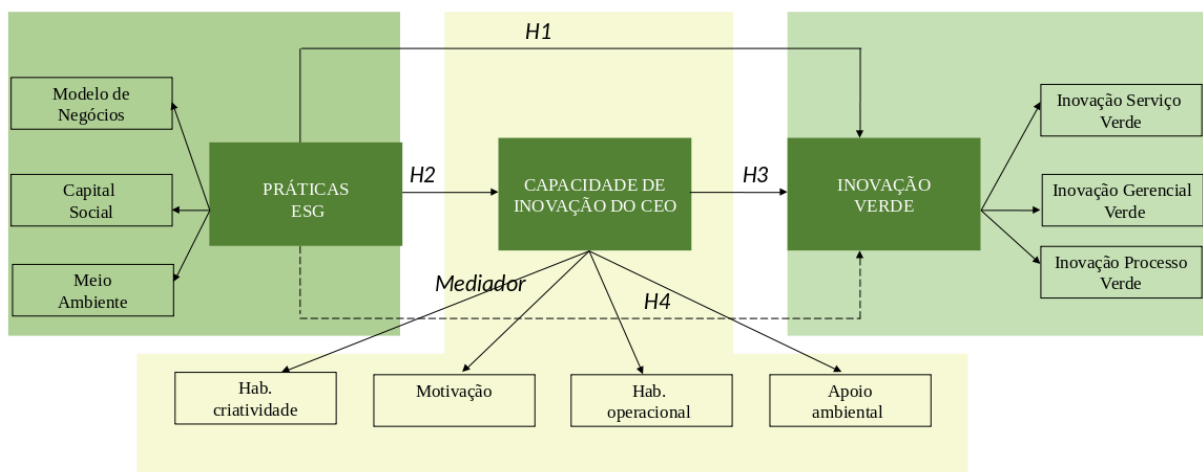 H1
Modelo de
Negócios
Inovação Serviço
Verde
PRÁTICAS
ESG
H2
CAPACIDADE DE
INOVAÇÃO DO CEO
H3
INOVAÇÃO
VERDE
Capital
Social
Inovação Gerencial
Verde
Meio
Ambiente
Inovação Processo
Verde
Mediador
H4
Hab.
criatividade
Motivação
Hab.
operacional
Apoio
ambiental